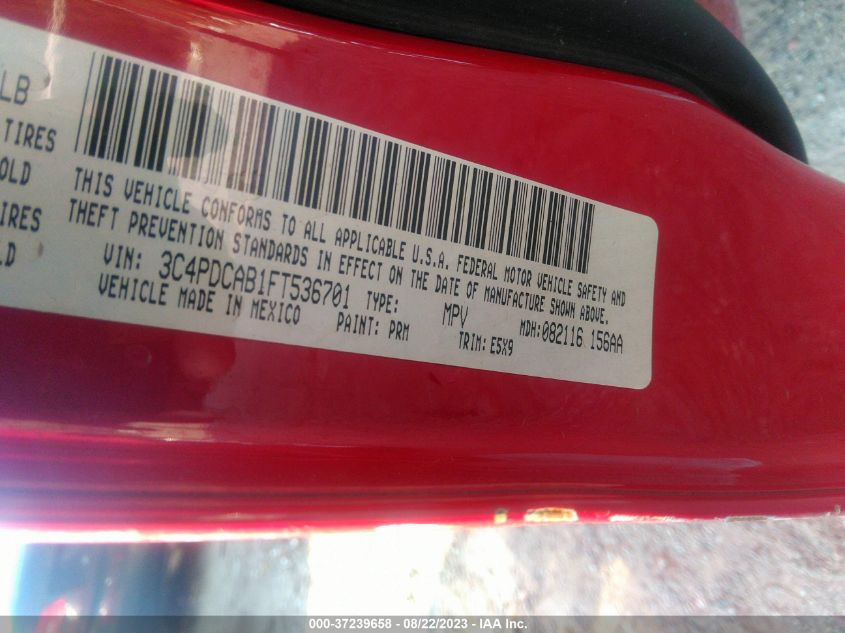 LB
TIRES
OLD
IRES
LD
THIS VEHICLE CONFORMS TO ALL APPLICABLE U.S.A. FEDERAL MOTOR VEHICLE SAFETY AND
THEFT PREVENTION STANDARDS IN EFFECT ON THE DATE OF MANUFACTURE SHOWN ABOVE.
VIN: 3C4PDCAB1FT536701 TYPE: MPV MDH:082116 156AA
VEHICLE MADE IN MEXICO PAINT: PRM TRIM: E5X9
000-37239658 - 08/22/2023 - IAA Inc.